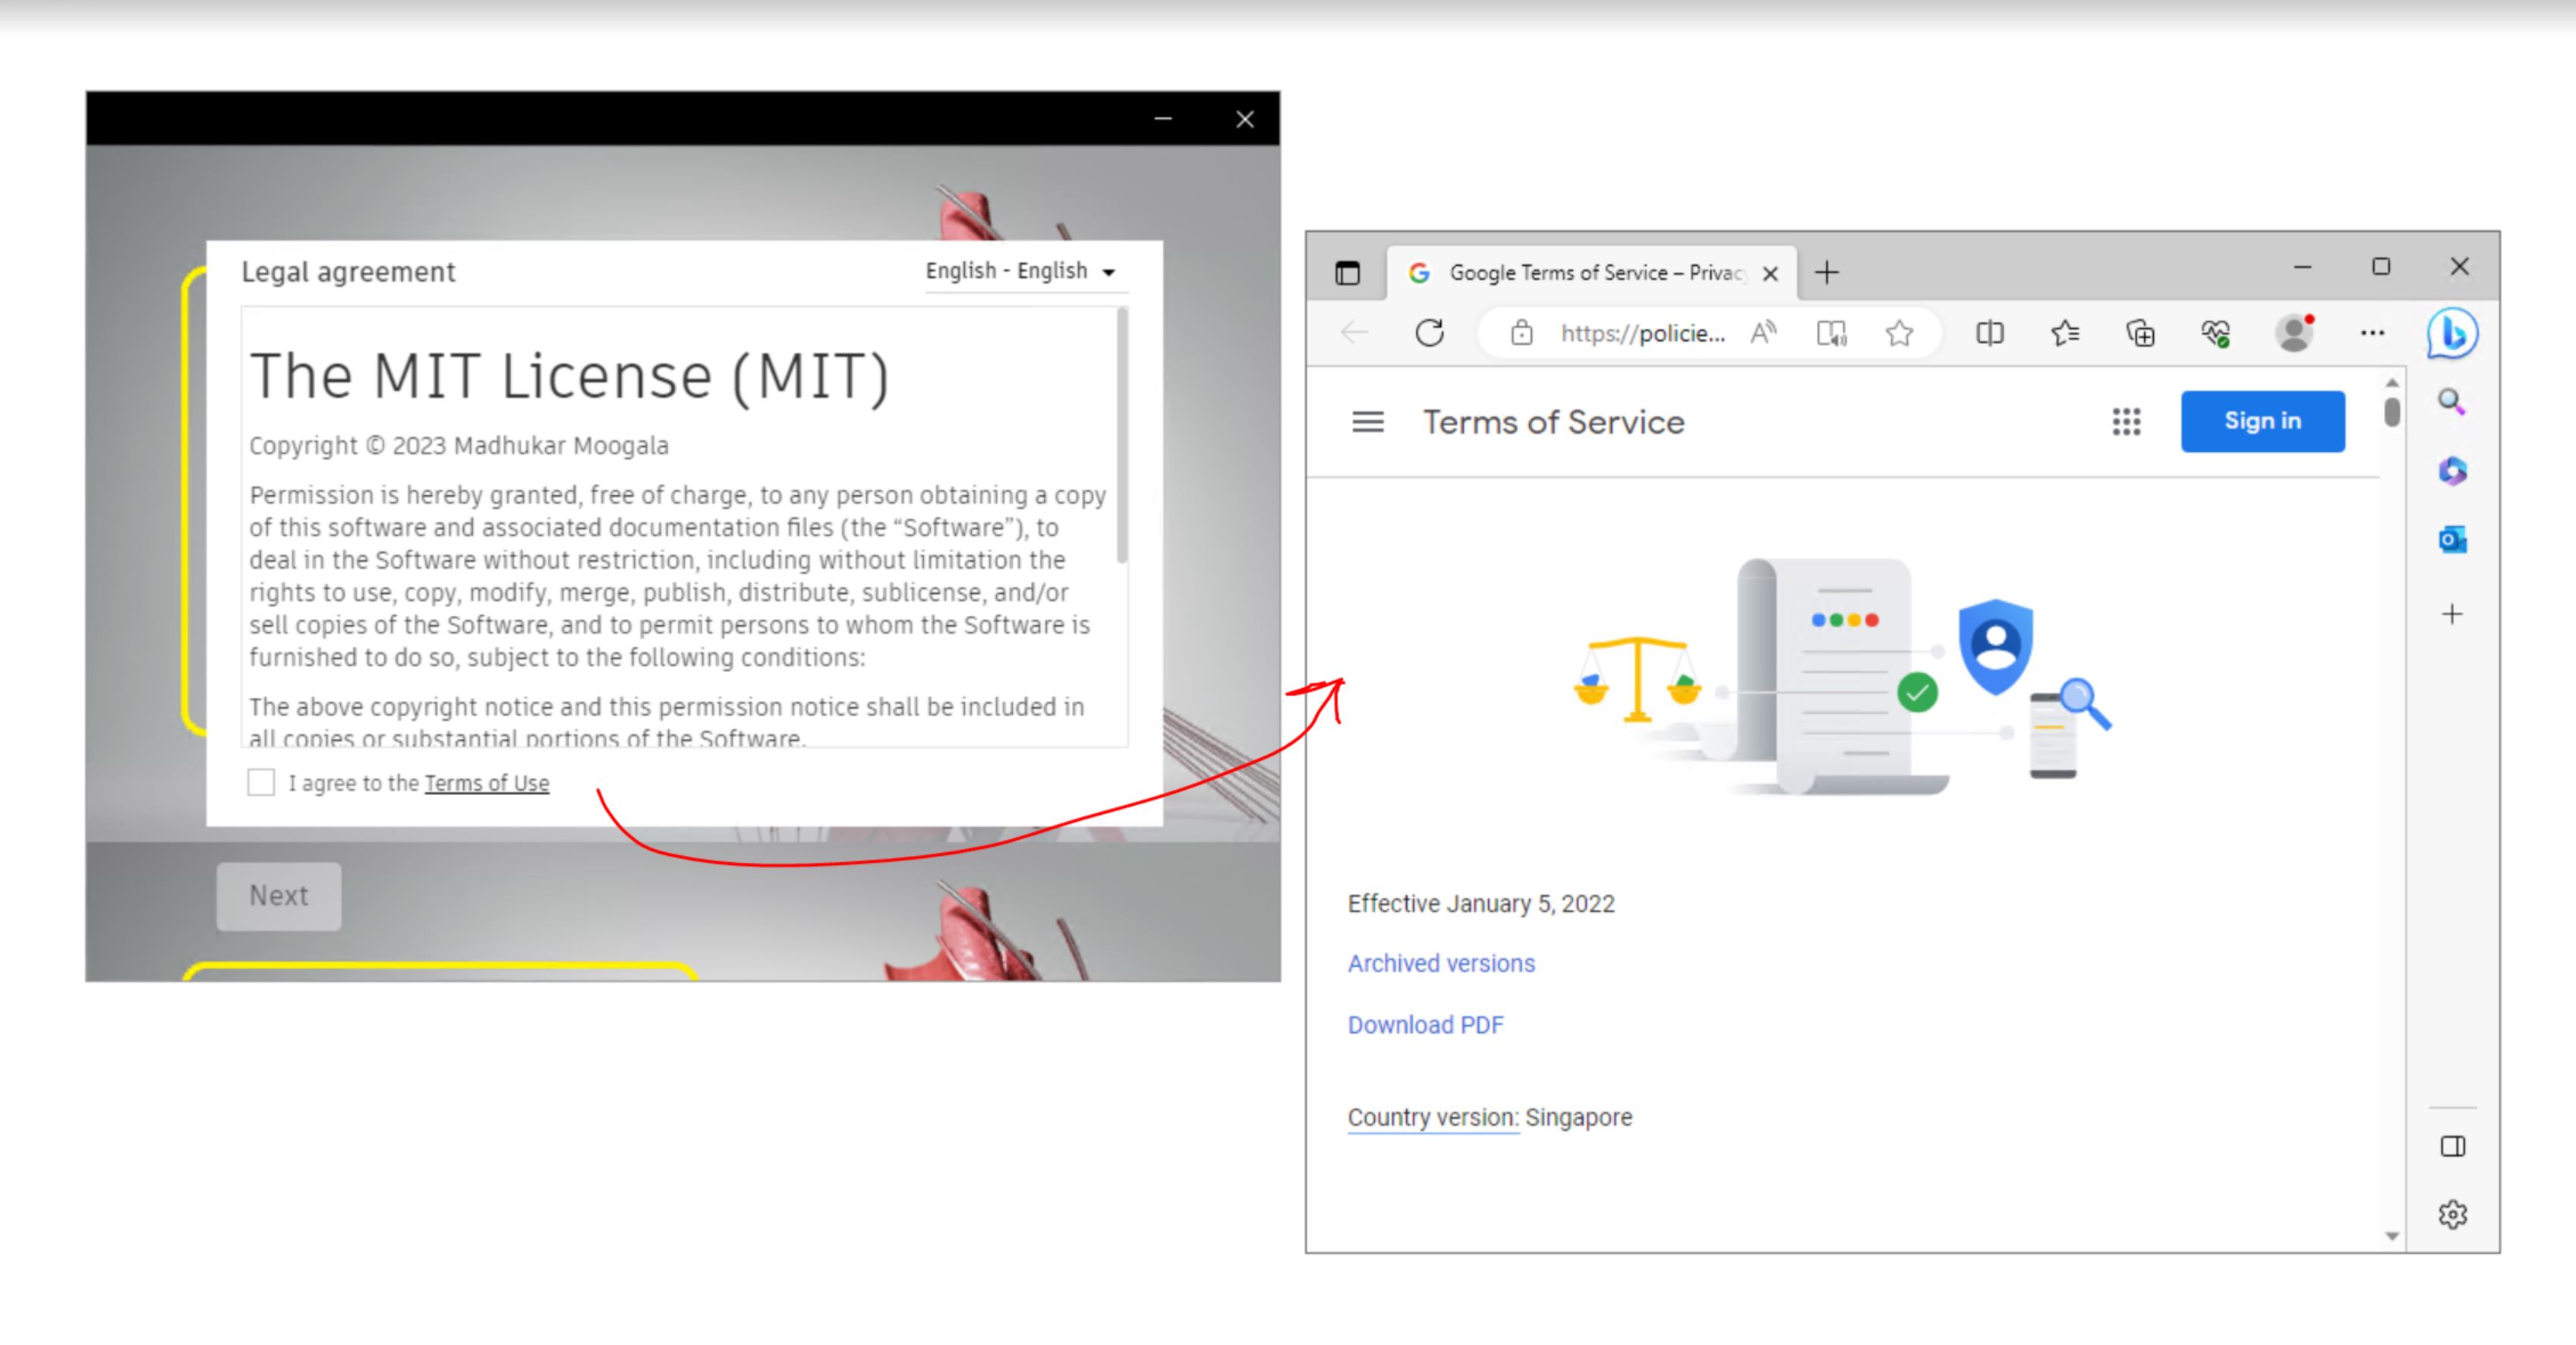 Legal agreement
English - English
The MIT License (MIT)
Copyright © 2023 Madhukar Moogala
Permission is hereby granted, free of charge, to any person obtaining a copy
of this software and associated documentation files (the “Software”), to
deal in the Software without restriction, including without limitation the
rights to use, copy, modify, merge, publish, distribute, sublicense, and/or
sell copies of the Software, and to permit persons to whom the Software is
furnished to do so, subject to the following conditions:
The above copyright notice and this permission notice shall be included in
all copies or substantial portions of the Software.
I agree to the Terms of Use
Next
Google Terms of Service – Privac
https://policie...
Terms of Service
Sign in
Effective January 5, 2022
Archived versions
Download PDF
Country version: Singapore